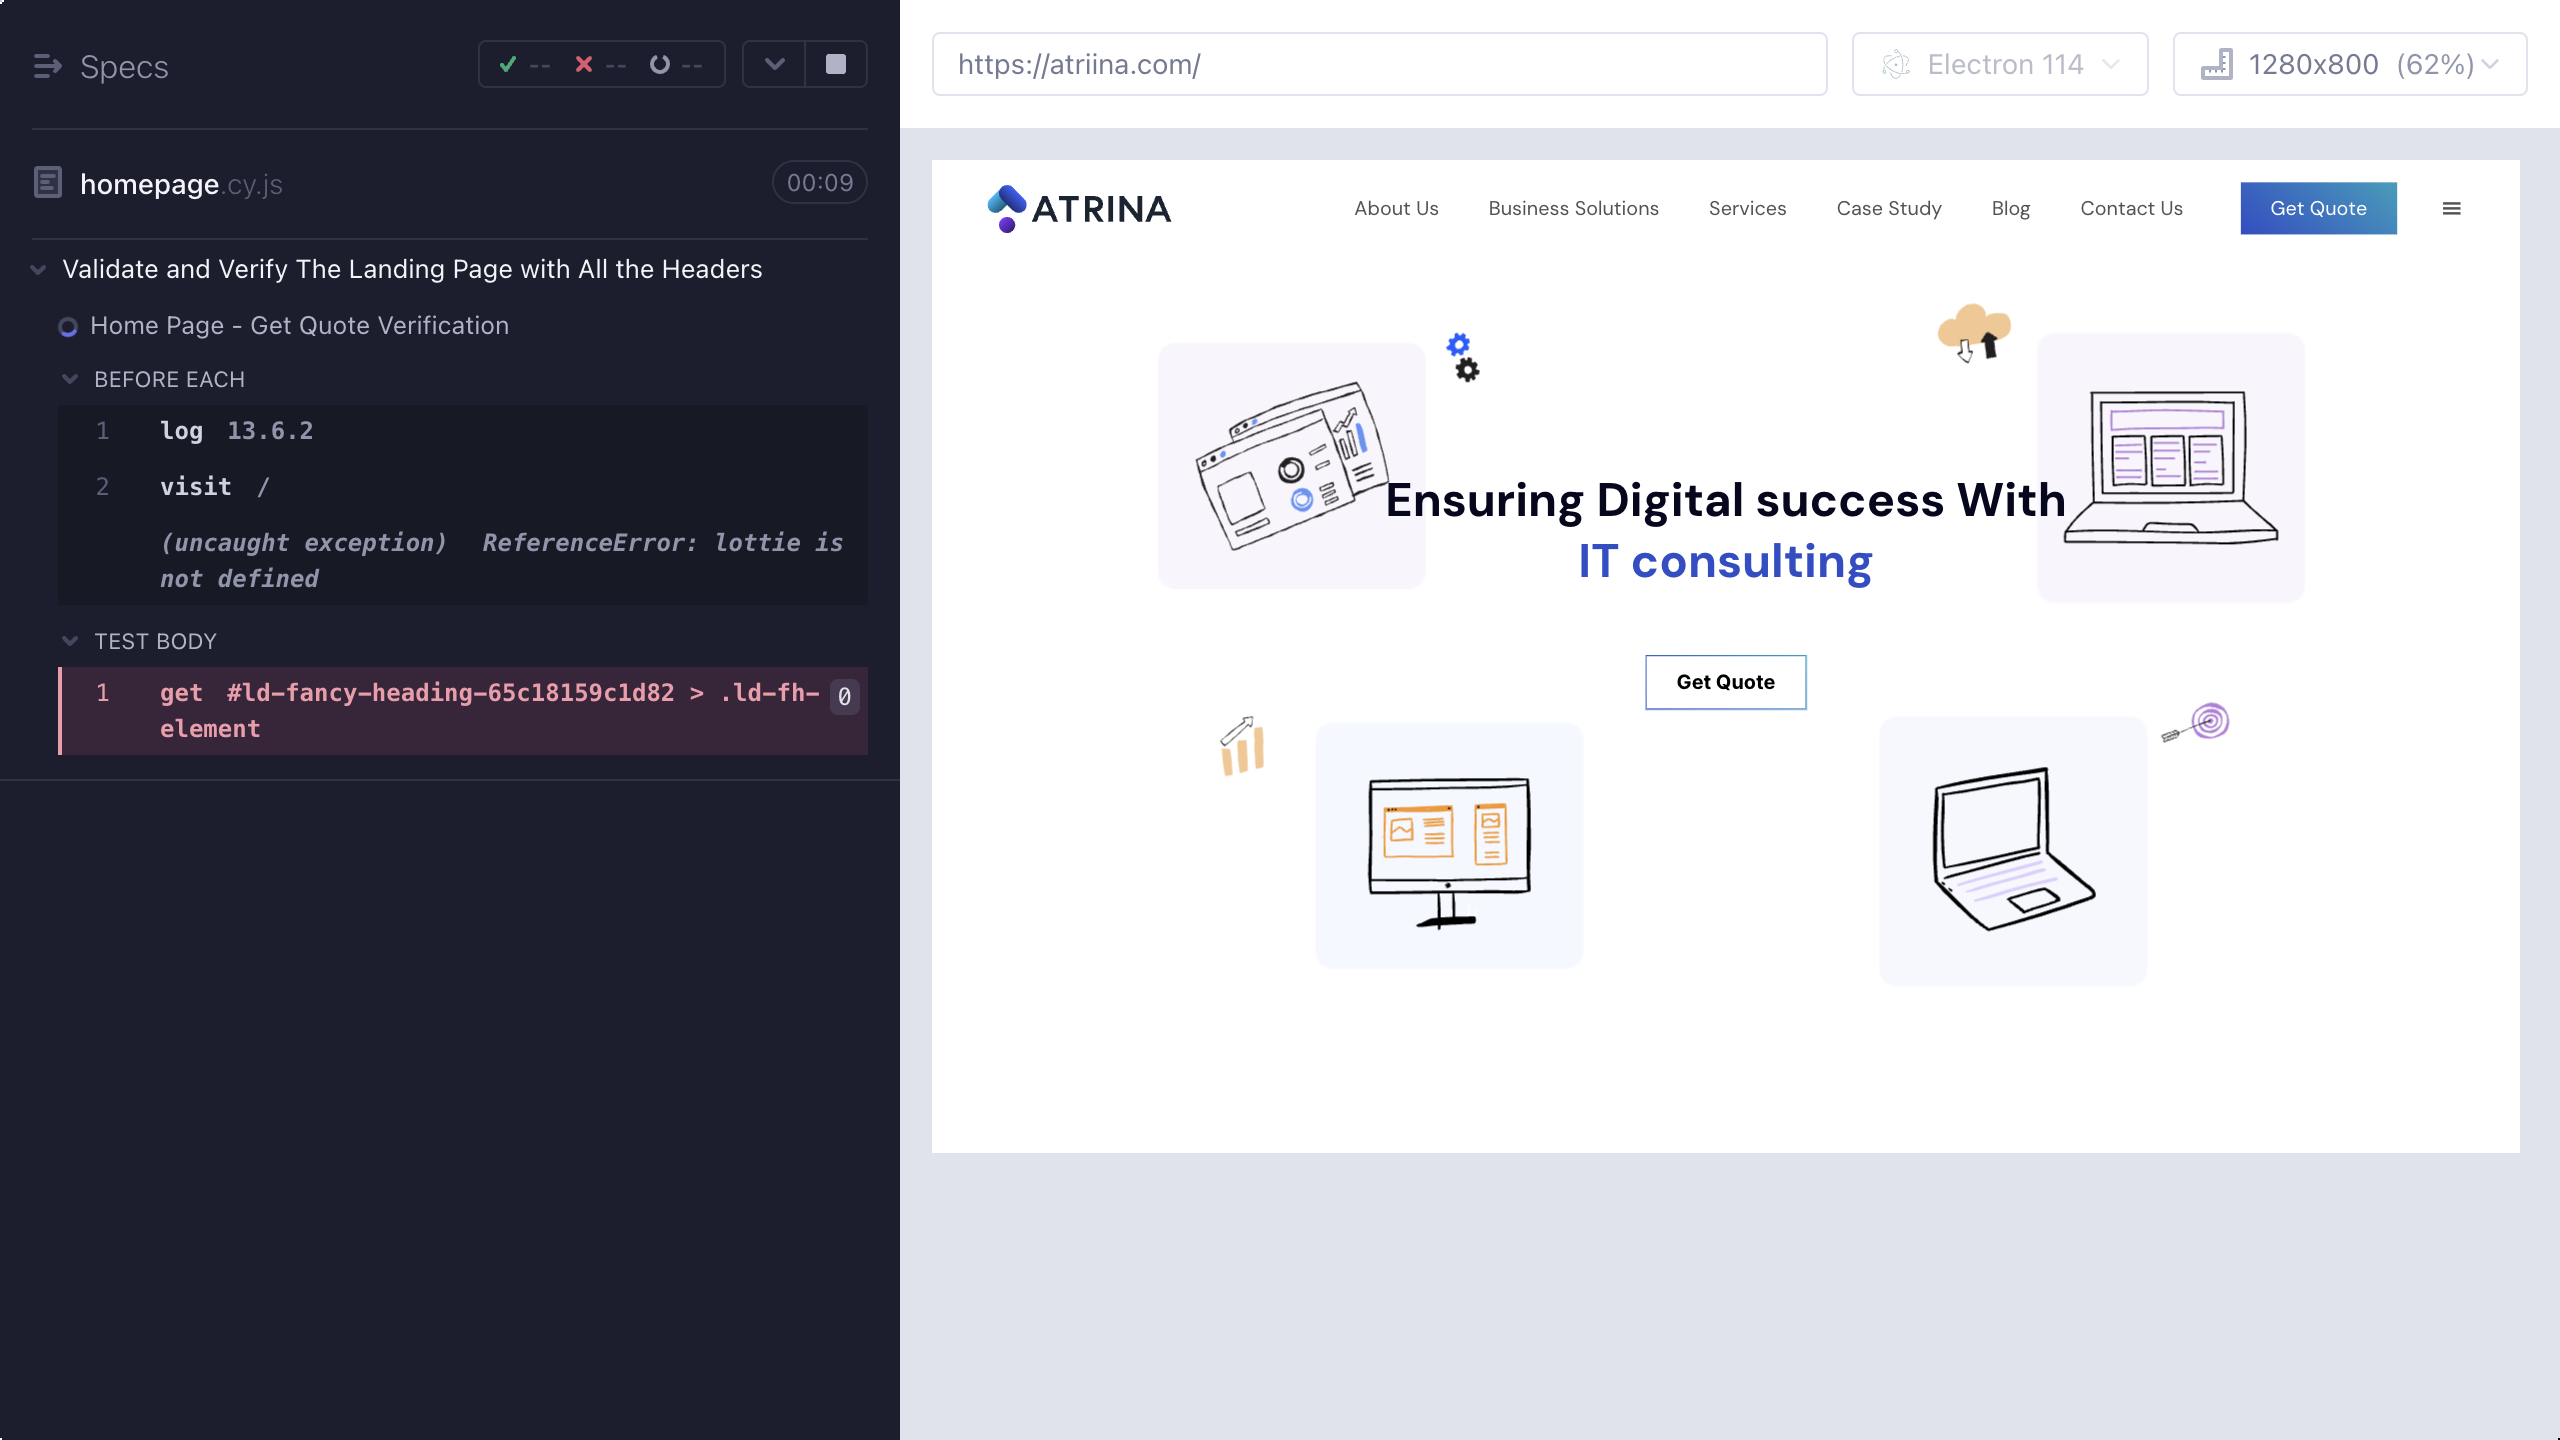 Specs
-- -- --
homepage.cy.js
00:09
Validate and Verify The Landing Page with All the Headers
Home Page - Get Quote Verification
BEFORE EACH
1 log 13.6.2
2 visit /
(uncaught exception) ReferenceError: lottie is
not defined
TEST BODY
1 get #ld-fancy-heading-65c18159c1d82 > .ld-fh- 0
element
https://atriina.com/
Electron 114
1280x800 (62%)
ATRINA
About Us Business Solutions Services Case Study Blog Contact Us Get Quote
Ensuring Digital success With
IT consulting
Get Quote